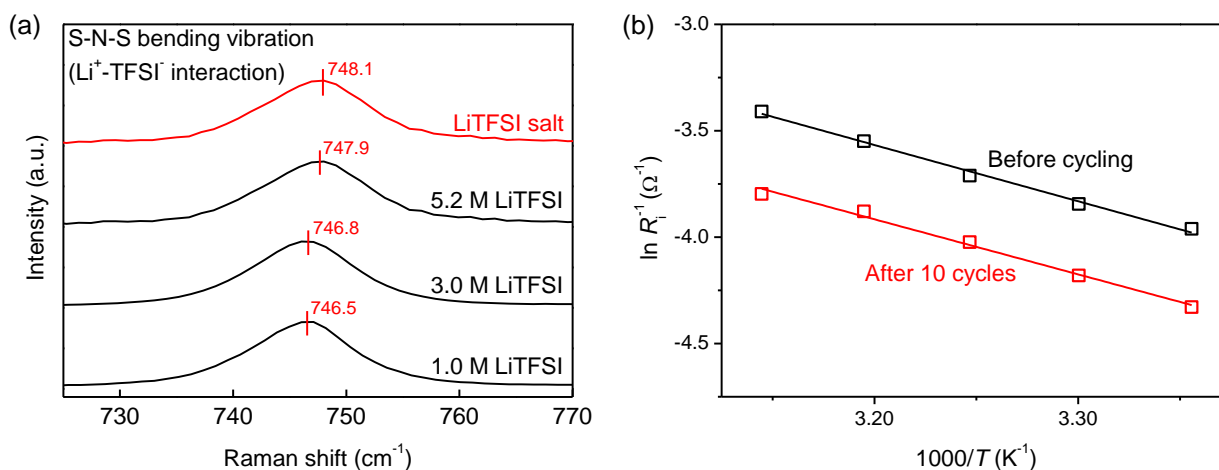 (a)
S-N-S bending vibration
(Li⁺-TFSI⁻ interaction)
748.1
LiTFSI salt
747.9
5.2 M LiTFSI
746.8
3.0 M LiTFSI
746.5
1.0 M LiTFSI
Intensity (a.u.)
730 740 750 760 770
Raman shift (cm⁻¹)
(b)
-3.0
-3.5
-4.0
-4.5
ln Rᵢ⁻¹ (Ω⁻¹)
Before cycling
After 10 cycles
3.20 3.30
1000/T (K⁻¹)